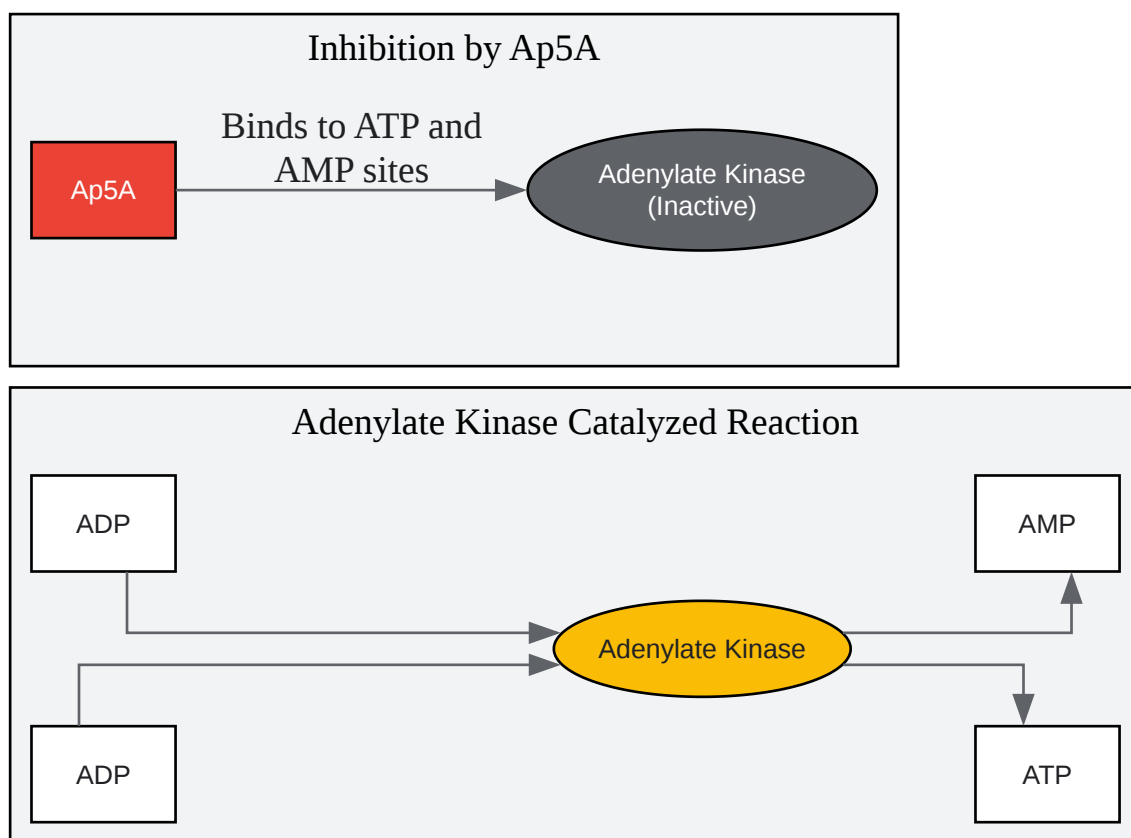 Inhibition by Ap5A
Binds to ATP and
AMP sites
Ap5A
Adenylate Kinase
(Inactive)
Adenylate Kinase Catalyzed Reaction
ADP
AMP
Adenylate Kinase
ADP
ATP